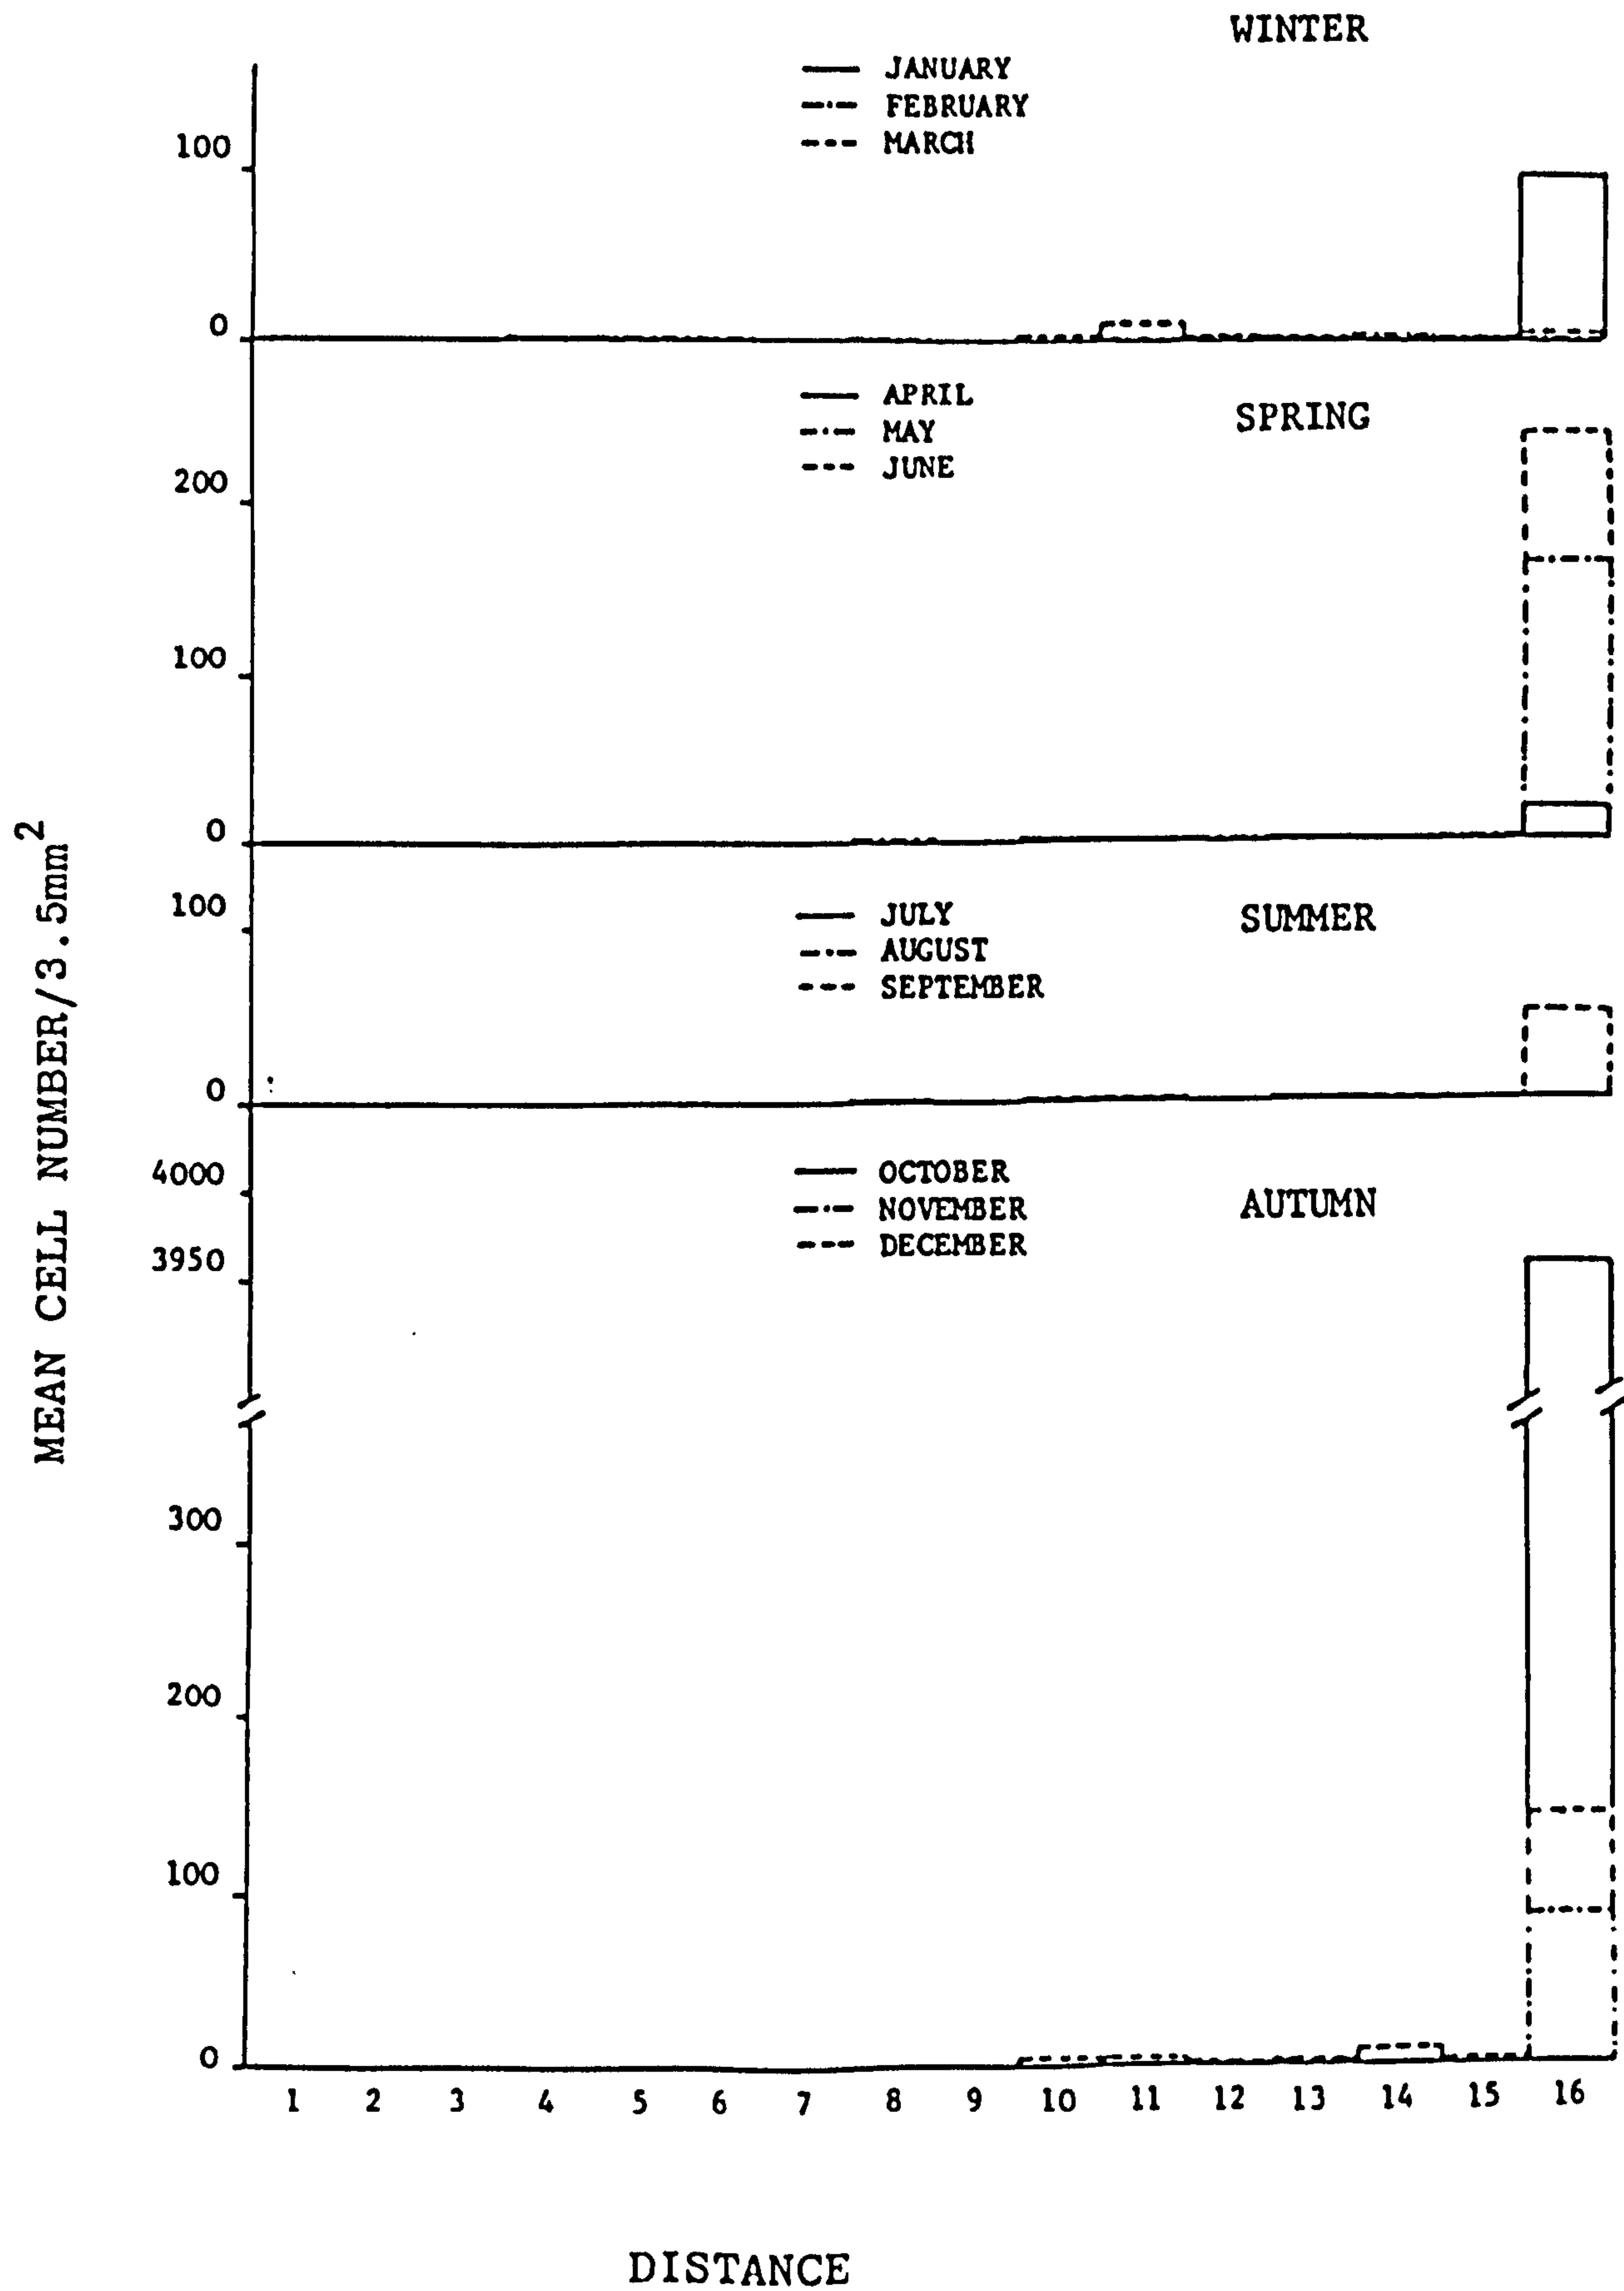 WINTER
JANUARY
FEBRUARY
MARCH
100
0
APRIL
MAY
JUNE
SPRING
200
100
0
JULY
AUGUST
SEPTEMBER
SUMMER
100
0
OCTOBER
NOVEMBER
DECEMBER
AUTUMN
4000
3950
300
200
100
0
1 2 3 4 5 6 7 8 9 10 11 12 13 14 15 16
DISTANCE
MEAN CELL NUMBER/3.5mm²